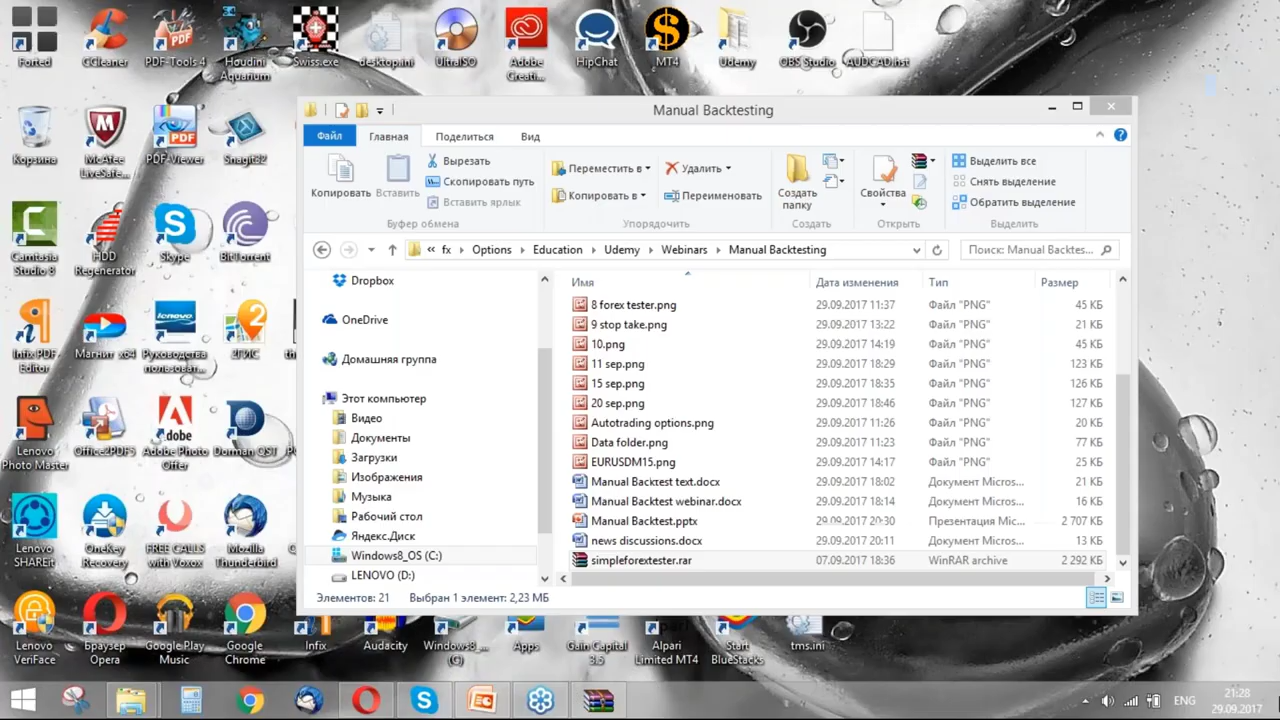 Forted
CCleaner
PDF-Tools 4
Houdini Aquarium
Swiss.exe
desktop.ini
UltraISO
Adobe Creati...
HipChat
MT4
Udemy
OBS Studio
AUDCAD.hst
Корзина
McAfee LiveSafe...
PDF-Viewer
Snagit32
Camtasia Studio 8
HDD Regenerator
Skype
BitTorrent
Infix PDF Editor
Магнит x64
Руководства пользоват...
2ГИС
Lenovo Photo Master
Office2PDFS
Adobe Photo Offer
Dorman QST
Lenovo SHAREit
OneKey Recovery
FREE CALLS with Voxox
Mozilla Thunderbird
Manual Backtesting
Файл Главная Поделиться Вид
Копировать
Вставить
Вырезать
Скопировать путь
Вставить ярлык
Буфер обмена
Переместить в
Копировать в
Удалить
Переименовать
Упорядочить
Создать папку
Создать
Свойства
Открыть
Выделить все
Снять выделение
Обратить выделение
Выделить
« fx Options Education Udemy Webinars Manual Backtesting
Поиск: Manual Backtes...
Dropbox
OneDrive
Домашняя группа
Этот компьютер
Видео
Документы
Загрузки
Изображения
Музыка
Рабочий стол
Яндекс.Диск
Windows8_OS (C:)
LENOVO (D:)
Имя Дата изменения Тип Размер
8 forex tester.png 29.09.2017 11:37 Файл "PNG" 45 КБ
9 stop take.png 29.09.2017 13:22 Файл "PNG" 21 КБ
10.png 29.09.2017 14:19 Файл "PNG" 45 КБ
11 sep.png 29.09.2017 18:29 Файл "PNG" 123 КБ
15 sep.png 29.09.2017 18:35 Файл "PNG" 126 КБ
20 sep.png 29.09.2017 18:46 Файл "PNG" 127 КБ
Autotrading options.png 29.09.2017 11:26 Файл "PNG" 20 КБ
Data folder.png 29.09.2017 11:23 Файл "PNG" 77 КБ
EURUSDM15.png 29.09.2017 14:17 Файл "PNG" 25 КБ
Manual Backtest text.docx 29.09.2017 18:02 Документ Micros... 21 КБ
Manual Backtest webinar.docx 29.09.2017 18:14 Документ Micros... 16 КБ
Manual Backtest.pptx 29.09.2017 20:30 Презентация Mic... 2 707 КБ
news discussions.docx 29.09.2017 20:11 Документ Micros... 13 КБ
simpleforextester.rar 07.09.2017 18:36 WinRAR archive 2 292 КБ
Элементов: 21 Выбран 1 элемент: 2,23 МБ
Lenovo VeriFace
Браузер Opera
Google Play Music
Google Chrome
Infix
Audacity
Windows8_... (C)
Apps
Gain Capital 3.5
Alpari Limited MT4
Start BlueStacks
tms.ini
ENG
21:28
29.09.2017